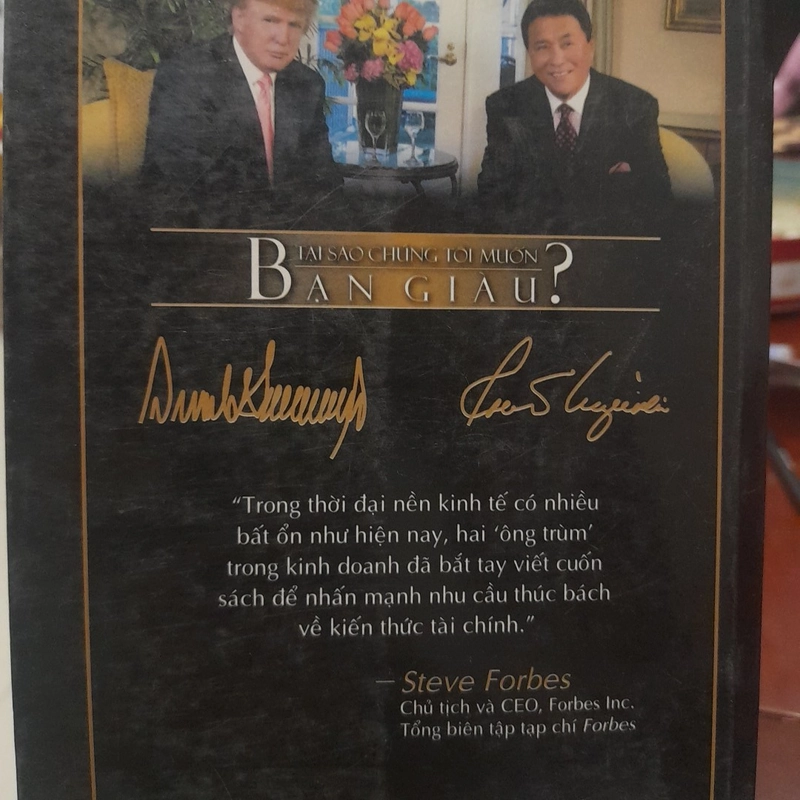 TẠI SAO CHÚNG TÔI MUỐN
BẠN GIÀU?
“Trong thời đại nền kinh tế có nhiều
bất ổn như hiện nay, hai ‘ông trùm’
trong kinh doanh đã bắt tay viết cuốn
sách để nhấn mạnh nhu cầu thúc bách
về kiến thức tài chính.”
— Steve Forbes
Chủ tịch và CEO, Forbes Inc.
Tổng biên tập tạp chí Forbes